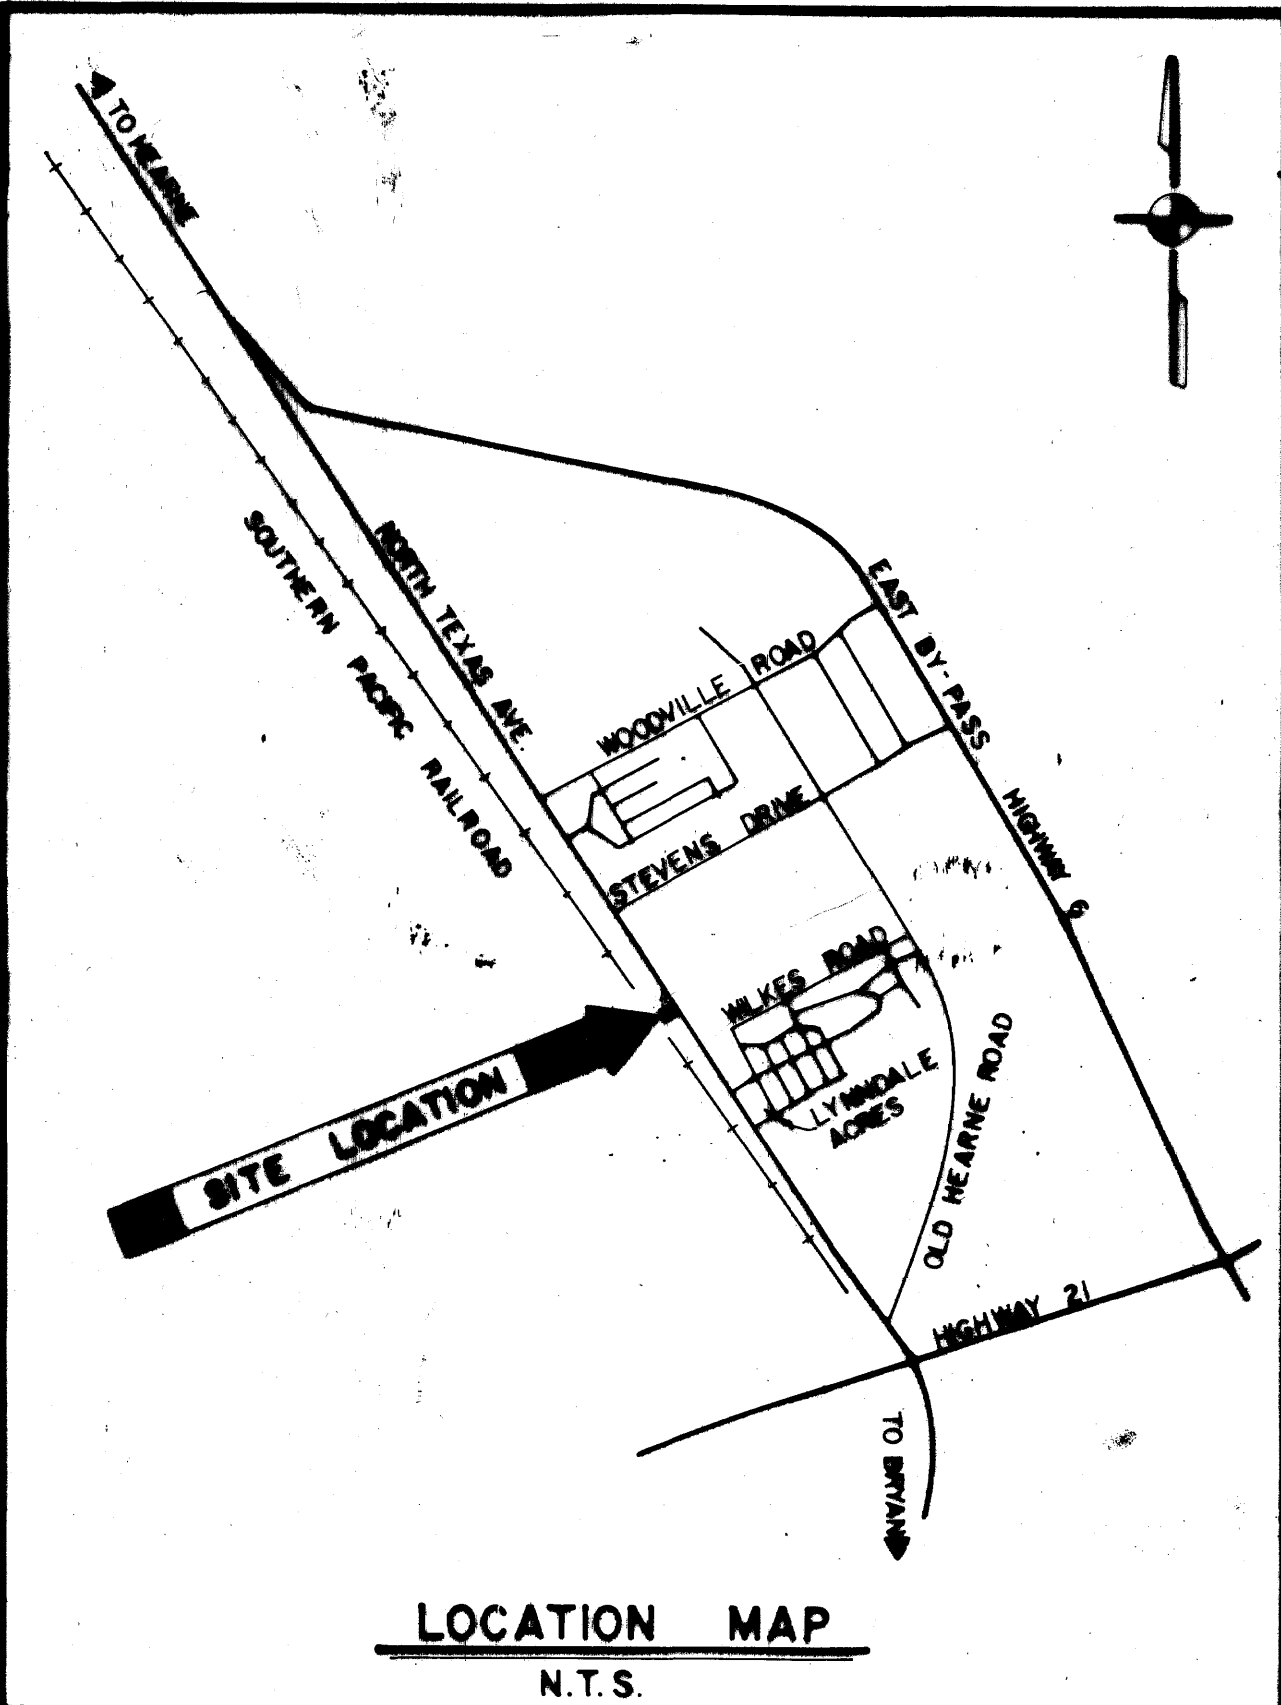 TO HEARNE
SOUTHERN PACIFIC RAILROAD
NORTH TEXAS AVE.
EAST BY-PASS
HIGHWAY 6
WOODVILLE ROAD
STEVENS DRIVE
WILKES ROAD
LYNNDALE
ACRES
OLD HEARNE ROAD
SITE LOCATION
HIGHWAY 21
TO BRYAN
LOCATION MAP
N.T.S.